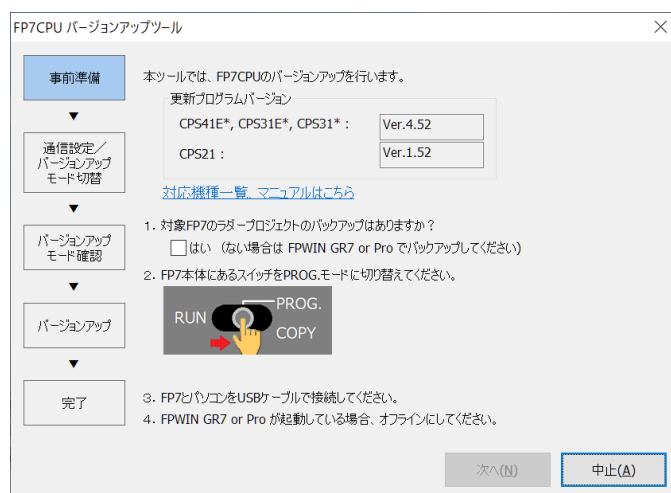 FP7CPU バージョンアップツール
事前準備
▼
通信設定／
バージョンアップ
モード切替
▼
バージョンアップ
モード確認
▼
バージョンアップ
▼
完了
本ツールでは、FP7CPUのバージョンアップを行います。
更新プログラムバージョン
CPS41E*, CPS31E*, CPS31* : Ver.4.52
CPS21 : Ver.1.52
対応機種一覧、マニュアルはこちら
1. 対象FP7のラダープロジェクトのバックアップはありますか？
はい （ない場合は FPWIN GR7 or Pro でバックアップしてください）
2. FP7本体にあるスイッチをPROG.モードに切り替えてください。
RUN PROG.
COPY
3. FP7とパソコンをUSBケーブルで接続してください。
4. FPWIN GR7 or Pro が起動している場合、オフラインにしてください。
次へ(N) 中止(A)